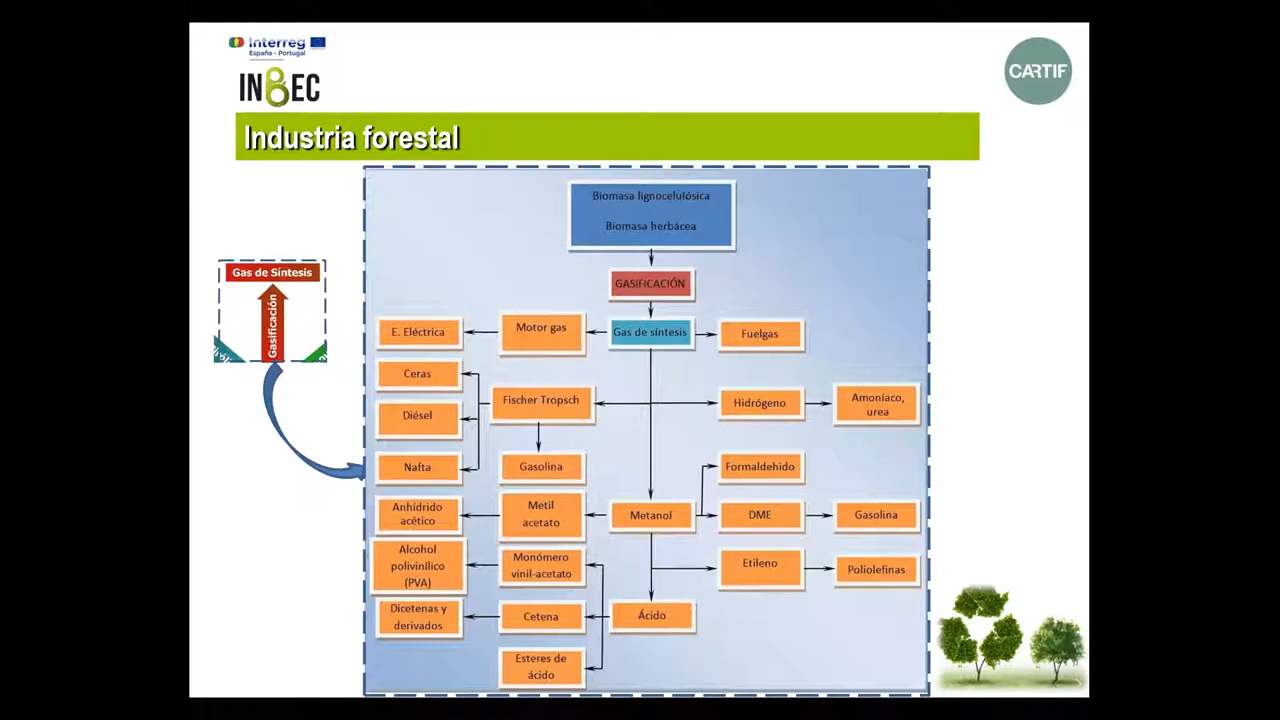 Interreg
España - Portugal
INBEC
CARTIF
Industria forestal
Biomasa lignocelulósica
Biomasa herbácea
Gas de Síntesis
Gasificación
GASIFICACIÓN
E. Eléctrica
Motor gas
Gas de síntesis
Fuelgas
Ceras
Fischer Tropsch
Hidrógeno
Amoníaco,
urea
Diésel
Nafta
Gasolina
Formaldehido
Anhídrido
acético
Metil
acetato
Metanol
DME
Gasolina
Alcohol
polivinílico
(PVA)
Monómero
vinil-acetato
Etileno
Poliolefinas
Dicetenas y
derivados
Cetena
Ácido
Esteres de
ácido